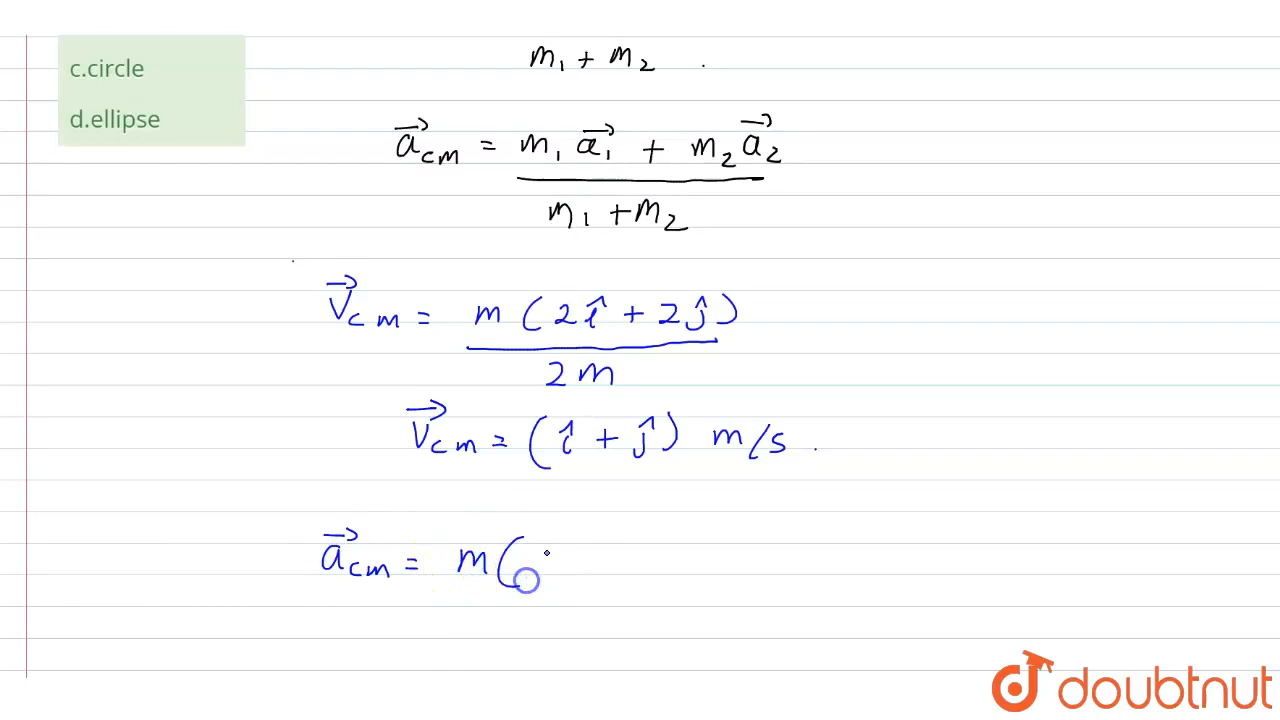 c.circle
d.ellipse
m₁ + m₂ .
a⃗cm = m₁ a⃗₁ + m₂ a⃗₂
m₁ + m₂
V⃗cm = m ( 2î + 2ĵ )
2m
V⃗cm = ( î + ĵ ) m/s .
a⃗cm = m (
doubtnut